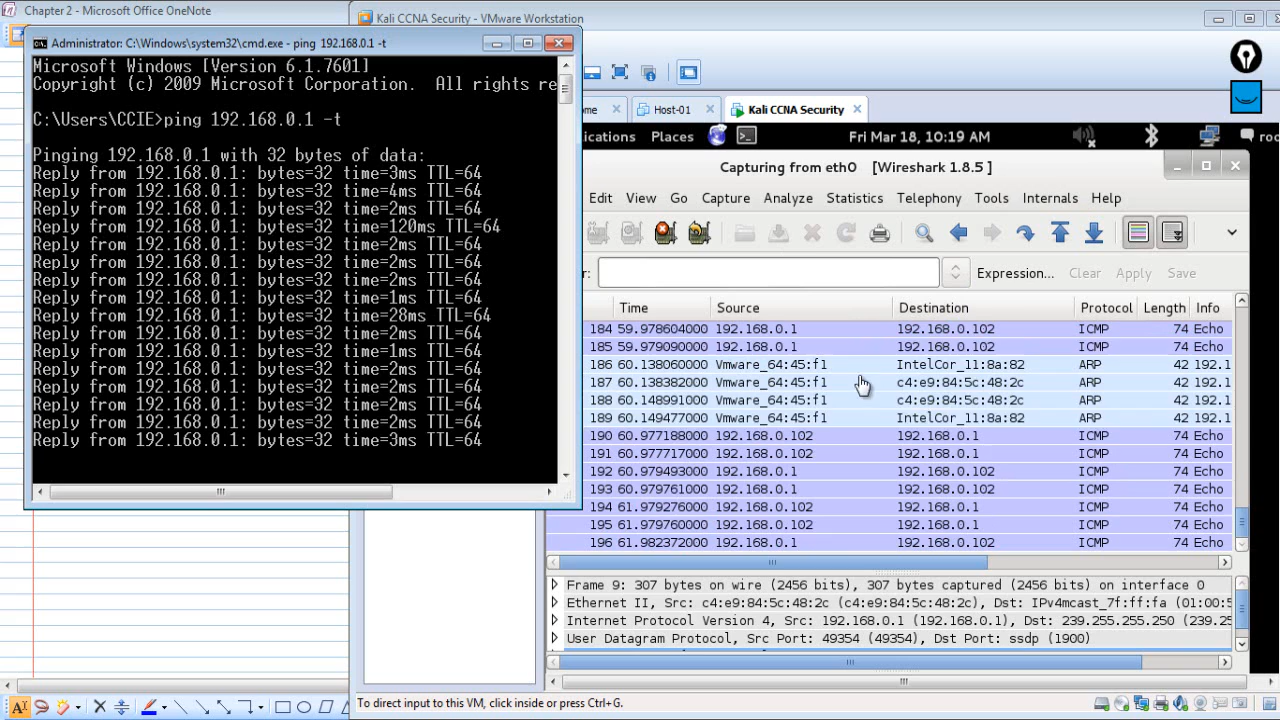 Chapter 2 - Microsoft Office OneNote
Kali CCNA Security - VMware Workstation
Administrator: C:\Windows\system32\cmd.exe - ping 192.168.0.1 -t
Microsoft Windows [Version 6.1.7601]
Copyright (c) 2009 Microsoft Corporation.  All rights re
C:\Users\CCIE>ping 192.168.0.1 -t
Pinging 192.168.0.1 with 32 bytes of data:
Reply from 192.168.0.1: bytes=32 time=3ms TTL=64
Reply from 192.168.0.1: bytes=32 time=4ms TTL=64
Reply from 192.168.0.1: bytes=32 time=2ms TTL=64
Reply from 192.168.0.1: bytes=32 time=120ms TTL=64
Reply from 192.168.0.1: bytes=32 time=2ms TTL=64
Reply from 192.168.0.1: bytes=32 time=2ms TTL=64
Reply from 192.168.0.1: bytes=32 time=2ms TTL=64
Reply from 192.168.0.1: bytes=32 time=1ms TTL=64
Reply from 192.168.0.1: bytes=32 time=28ms TTL=64
Reply from 192.168.0.1: bytes=32 time=2ms TTL=64
Reply from 192.168.0.1: bytes=32 time=1ms TTL=64
Reply from 192.168.0.1: bytes=32 time=2ms TTL=64
Reply from 192.168.0.1: bytes=32 time=2ms TTL=64
Reply from 192.168.0.1: bytes=32 time=2ms TTL=64
Reply from 192.168.0.1: bytes=32 time=2ms TTL=64
Reply from 192.168.0.1: bytes=32 time=3ms TTL=64
ome Host-01 Kali CCNA Security
ations Places Fri Mar 18, 10:19 AM roo
Capturing from eth0 [Wireshark 1.8.5 ]
Edit View Go Capture Analyze Statistics Telephony Tools Internals Help
r: Expression... Clear Apply Save
Time Source Destination Protocol Length Info
184 59.978604000 192.168.0.1 192.168.0.102 ICMP 74 Echo
185 59.979090000 192.168.0.1 192.168.0.102 ICMP 74 Echo
186 60.138060000 Vmware_64:45:f1 IntelCor_11:8a:82 ARP 42 192.1
187 60.138382000 Vmware_64:45:f1 c4:e9:84:5c:48:2c ARP 42 192.1
188 60.148991000 Vmware_64:45:f1 c4:e9:84:5c:48:2c ARP 42 192.1
189 60.149477000 Vmware_64:45:f1 IntelCor_11:8a:82 ARP 42 192.1
190 60.977188000 192.168.0.102 192.168.0.1 ICMP 74 Echo
191 60.977717000 192.168.0.102 192.168.0.1 ICMP 74 Echo
192 60.979493000 192.168.0.1 192.168.0.102 ICMP 74 Echo
193 60.979761000 192.168.0.1 192.168.0.102 ICMP 74 Echo
194 61.979276000 192.168.0.102 192.168.0.1 ICMP 74 Echo
195 61.979760000 192.168.0.102 192.168.0.1 ICMP 74 Echo
196 61.982372000 192.168.0.1 192.168.0.102 ICMP 74 Echo
Frame 9: 307 bytes on wire (2456 bits), 307 bytes captured (2456 bits) on interface 0
Ethernet II, Src: c4:e9:84:5c:48:2c (c4:e9:84:5c:48:2c), Dst: IPv4mcast_7f:ff:fa (01:00:5
Internet Protocol Version 4, Src: 192.168.0.1 (192.168.0.1), Dst: 239.255.255.250 (239.25
User Datagram Protocol, Src Port: 49354 (49354), Dst Port: ssdp (1900)
To direct input to this VM, click inside or press Ctrl+G.